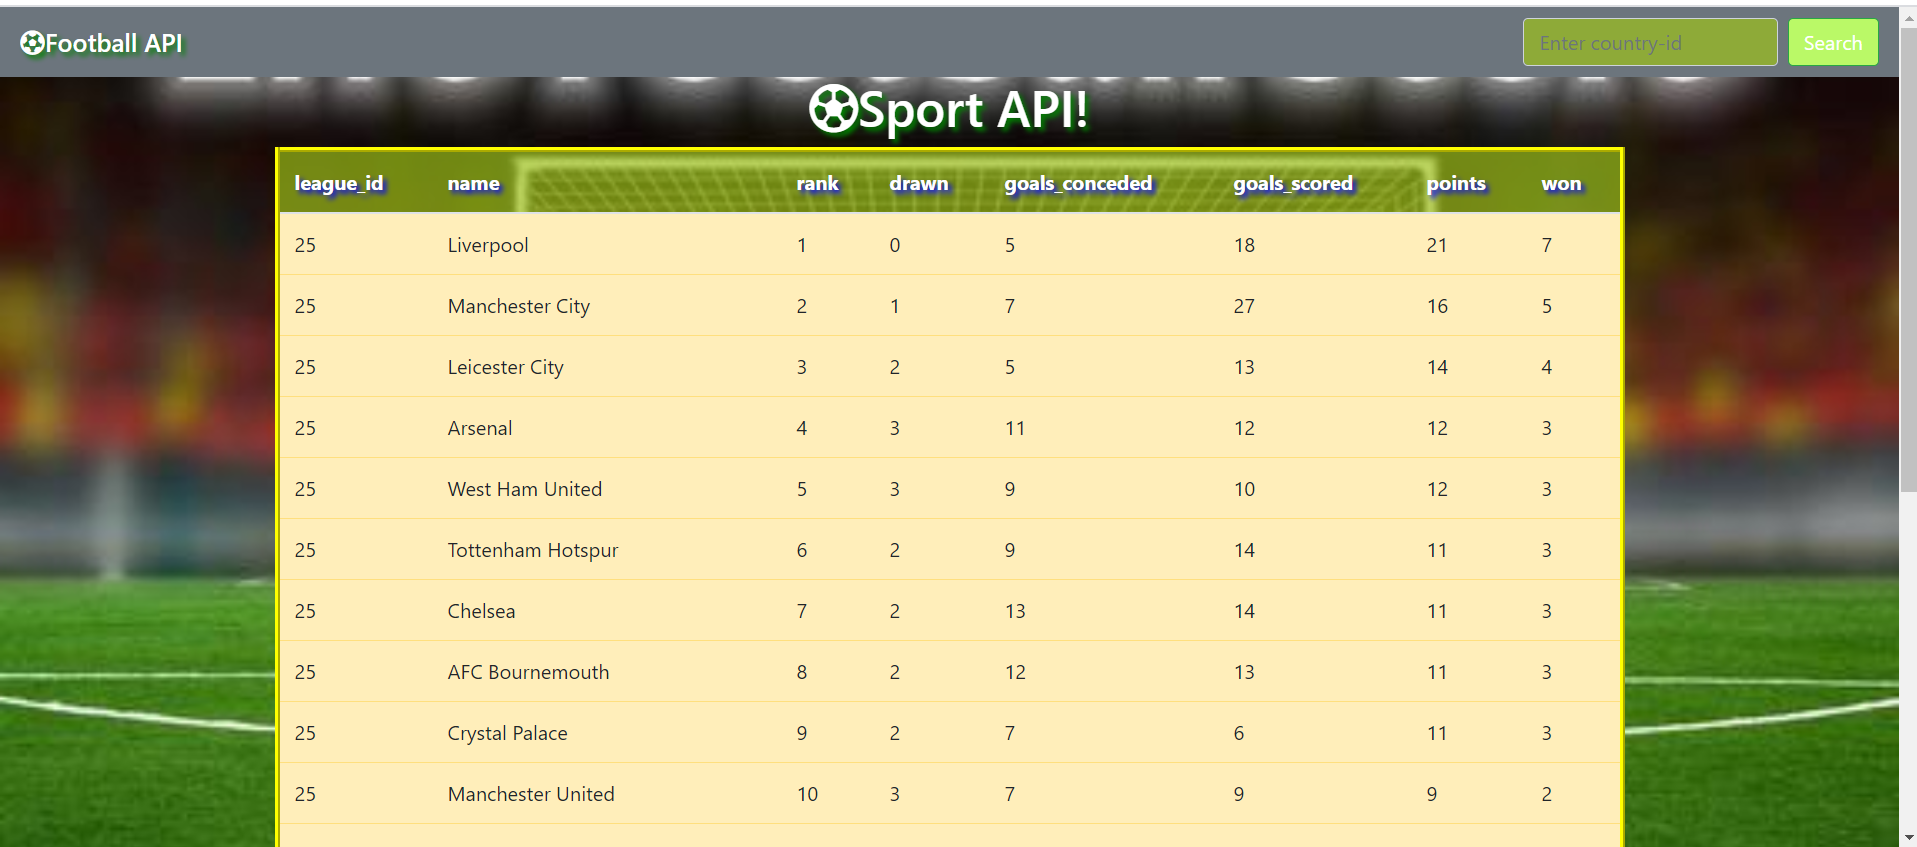 Football API
Enter country-id
Search
Sport API!
league_id name rank drawn goals_conceded goals_scored points won
25 Liverpool 1 0 5 18 21 7
25 Manchester City 2 1 7 27 16 5
25 Leicester City 3 2 5 13 14 4
25 Arsenal 4 3 11 12 12 3
25 West Ham United 5 3 9 10 12 3
25 Tottenham Hotspur 6 2 9 14 11 3
25 Chelsea 7 2 13 14 11 3
25 AFC Bournemouth 8 2 12 13 11 3
25 Crystal Palace 9 2 7 6 11 3
25 Manchester United 10 3 7 9 9 2